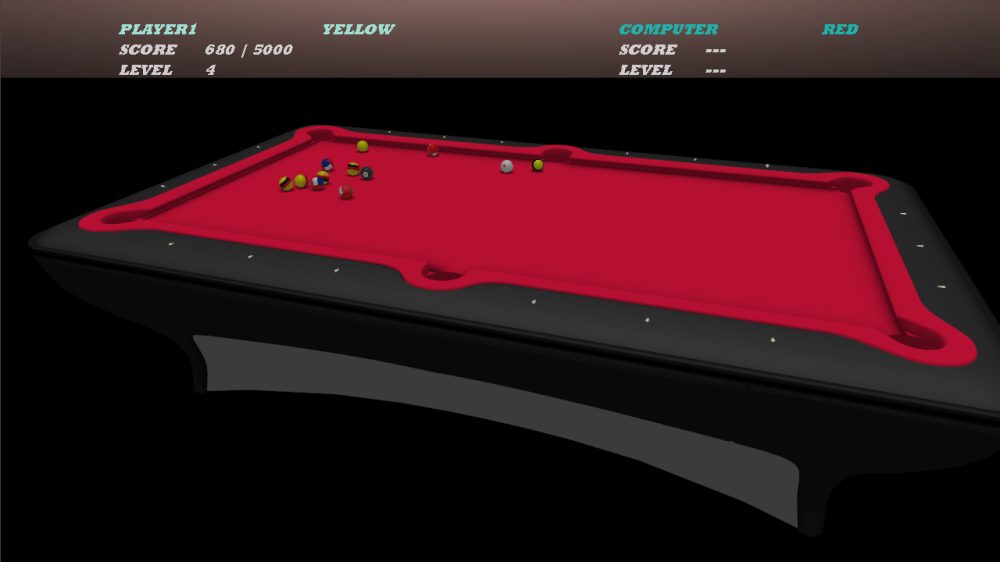 PLAYER1 YELLOW COMPUTER RED
SCORE 680 / 5000 SCORE ---
LEVEL 4 LEVEL ---